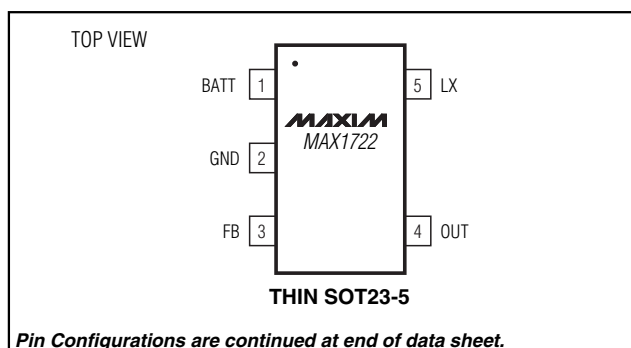 TOP VIEW
BATT 1
5 LX
MAXIM
MAX1722
GND 2
FB 3
4 OUT
THIN SOT23-5
Pin Configurations are continued at end of data sheet.